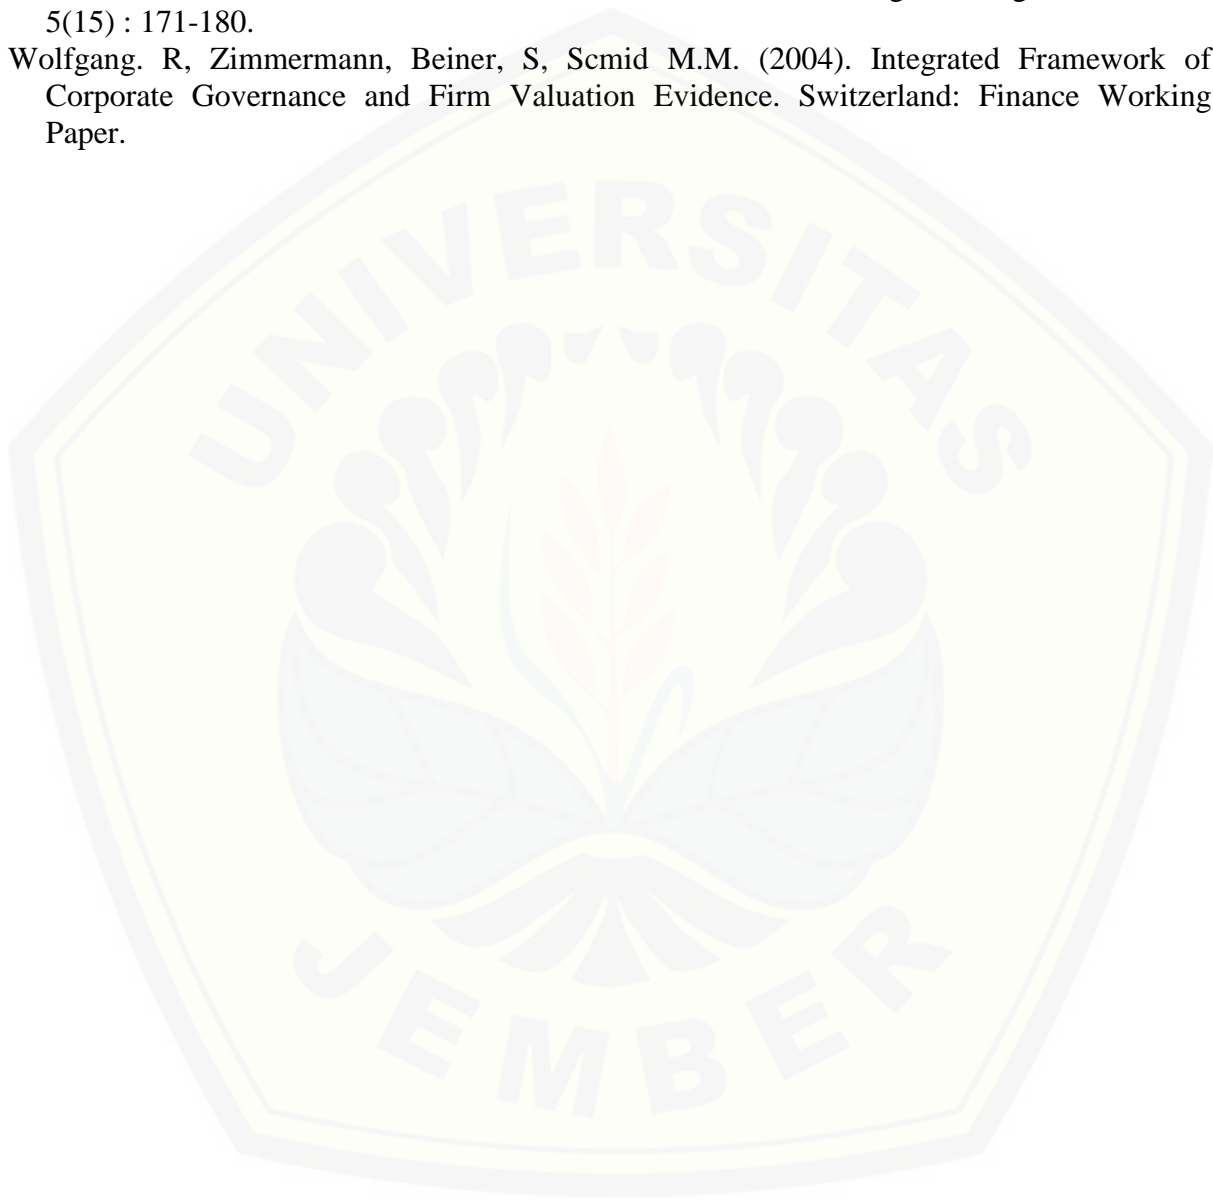 5(15) : 171-180.
Wolfgang. R, Zimmermann, Beiner, S, Scmid M.M. (2004). Integrated Framework of
Corporate Governance and Firm Valuation Evidence. Switzerland: Finance Working
Paper.
UNIVERSITAS
JEMBER